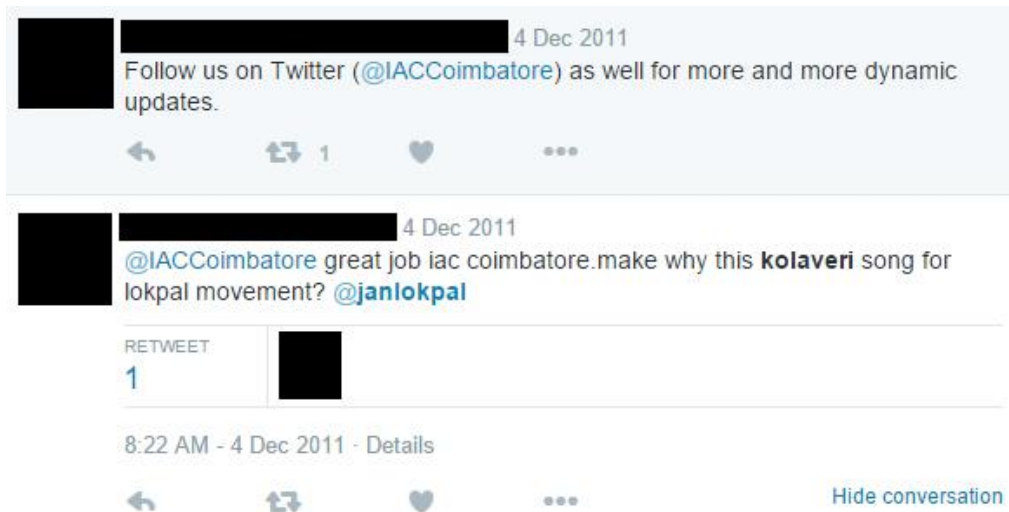 4 Dec 2011
Follow us on Twitter (@IACCoimbatore) as well for more and more dynamic
updates.
1
4 Dec 2011
@IACCoimbatore great job iac coimbatore.make why this kolaveri song for
lokpal movement? @janlokpal
RETWEET
1
8:22 AM - 4 Dec 2011 · Details
Hide conversation